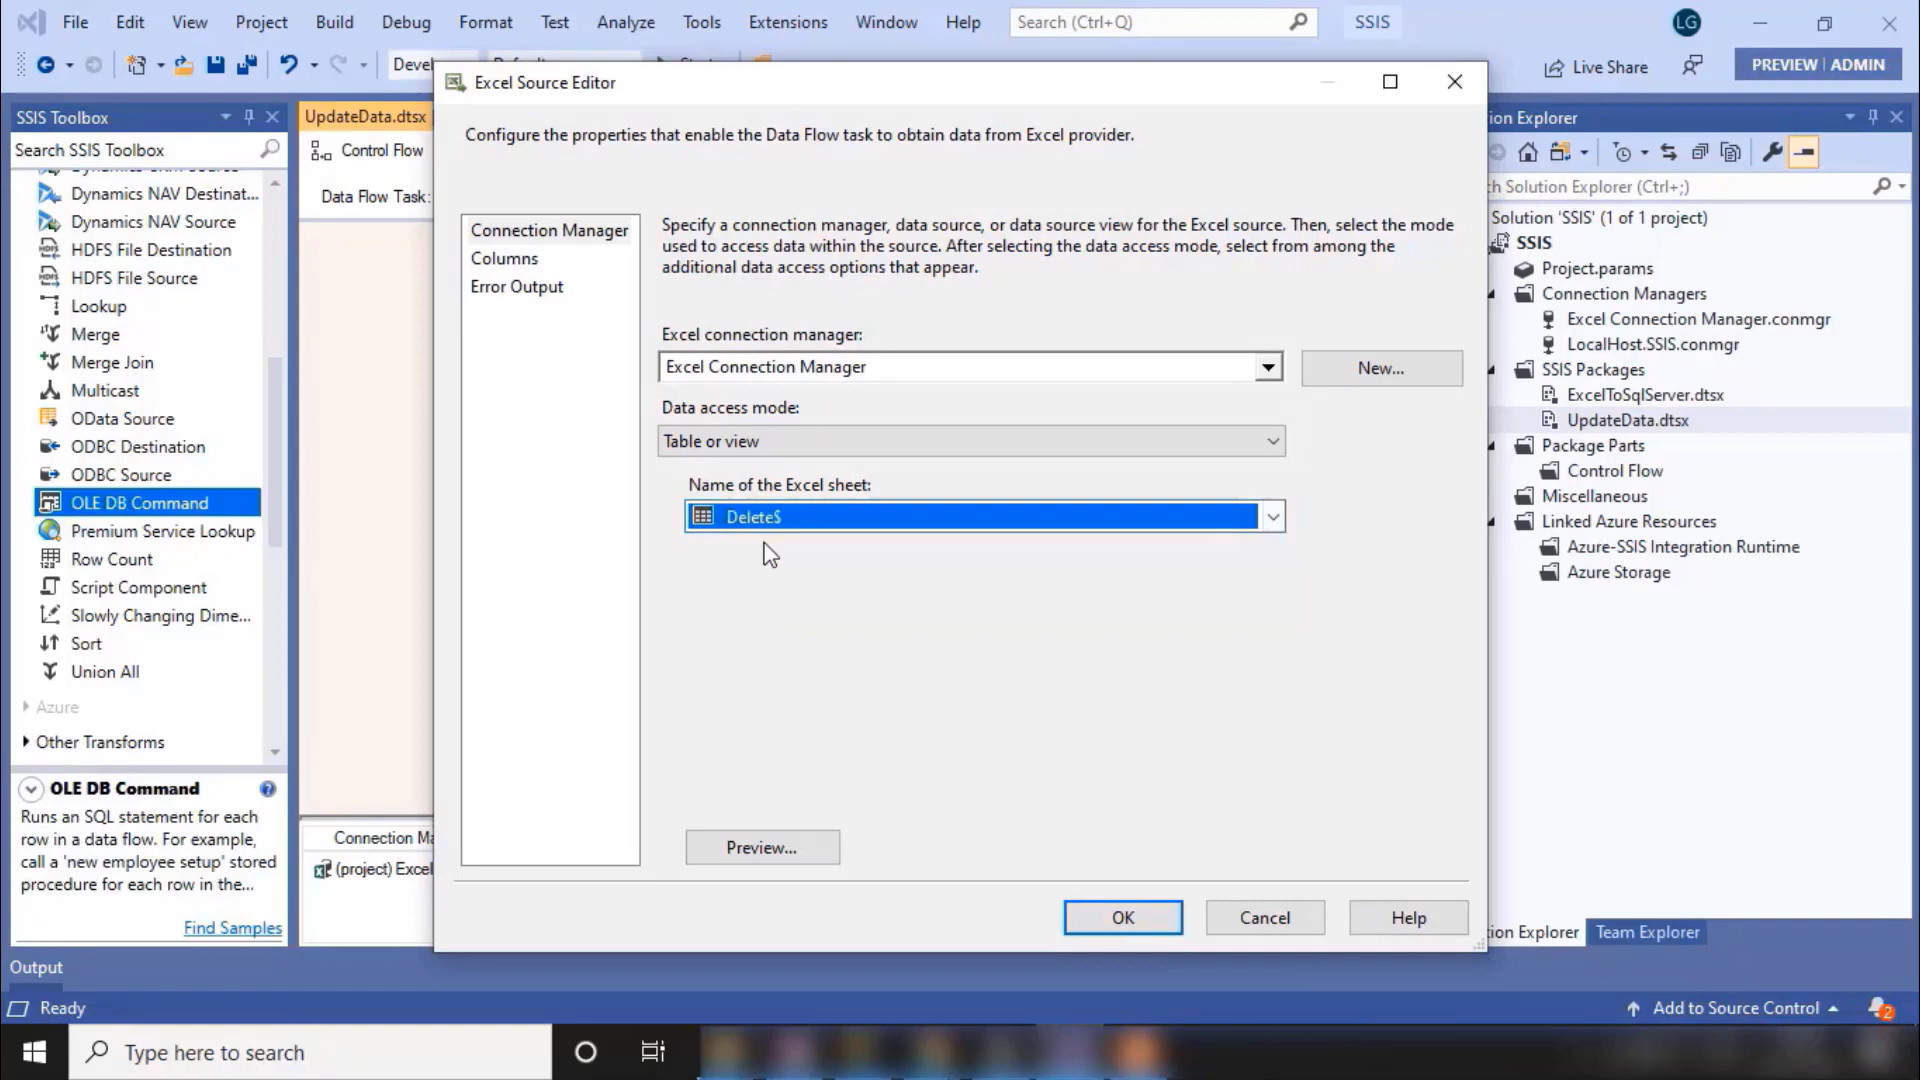 File Edit View Project Build Debug Format Test Analyze Tools Extensions Window Help Search (Ctrl+Q) SSIS LG
Live Share PREVIEW | ADMIN
SSIS Toolbox
Search SSIS Toolbox
Dynamics NAV Destinat...
Dynamics NAV Source
HDFS File Destination
HDFS File Source
Lookup
Merge
Merge Join
Multicast
OData Source
ODBC Destination
ODBC Source
OLE DB Command
Premium Service Lookup
Row Count
Script Component
Slowly Changing Dime...
Sort
Union All
Azure
Other Transforms
OLE DB Command
Runs an SQL statement for each
row in a data flow. For example,
call a 'new employee setup' stored
procedure for each row in the...
Find Samples
UpdateData.dtsx
Control Flow
Data Flow Task:
(project) Excel
Excel Source Editor
Configure the properties that enable the Data Flow task to obtain data from Excel provider.
Connection Manager
Columns
Error Output
Specify a connection manager, data source, or data source view for the Excel source. Then, select the mode
used to access data within the source. After selecting the data access mode, select from among the
additional data access options that appear.
Excel connection manager:
Excel Connection Manager
New...
Data access mode:
Table or view
Name of the Excel sheet:
Delete$
Preview...
OK Cancel Help
Explorer
Solution Explorer (Ctrl+;)
Solution 'SSIS' (1 of 1 project)
SSIS
Project.params
Connection Managers
Excel Connection Manager.conmgr
LocalHost.SSIS.conmgr
SSIS Packages
ExcelToSqlServer.dtsx
UpdateData.dtsx
Package Parts
Control Flow
Miscellaneous
Linked Azure Resources
Azure-SSIS Integration Runtime
Azure Storage
Explorer Team Explorer
Output
Ready
Add to Source Control 2
Type here to search